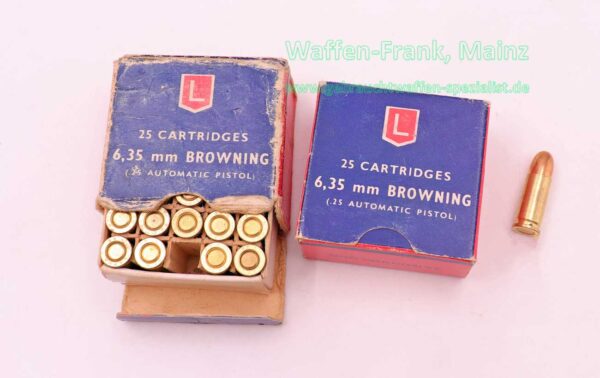 Waffen-Frank, Mainz
www.gebrauchtwaffen-spezialist.de
L
25 CARTRIDGES
6,35 mm BROWNING
(.25 AUTOMATIC PISTOL)
L
25 CARTRIDGES
6,35 mm BROWNING
(.25 AUTOMATIC PISTOL)